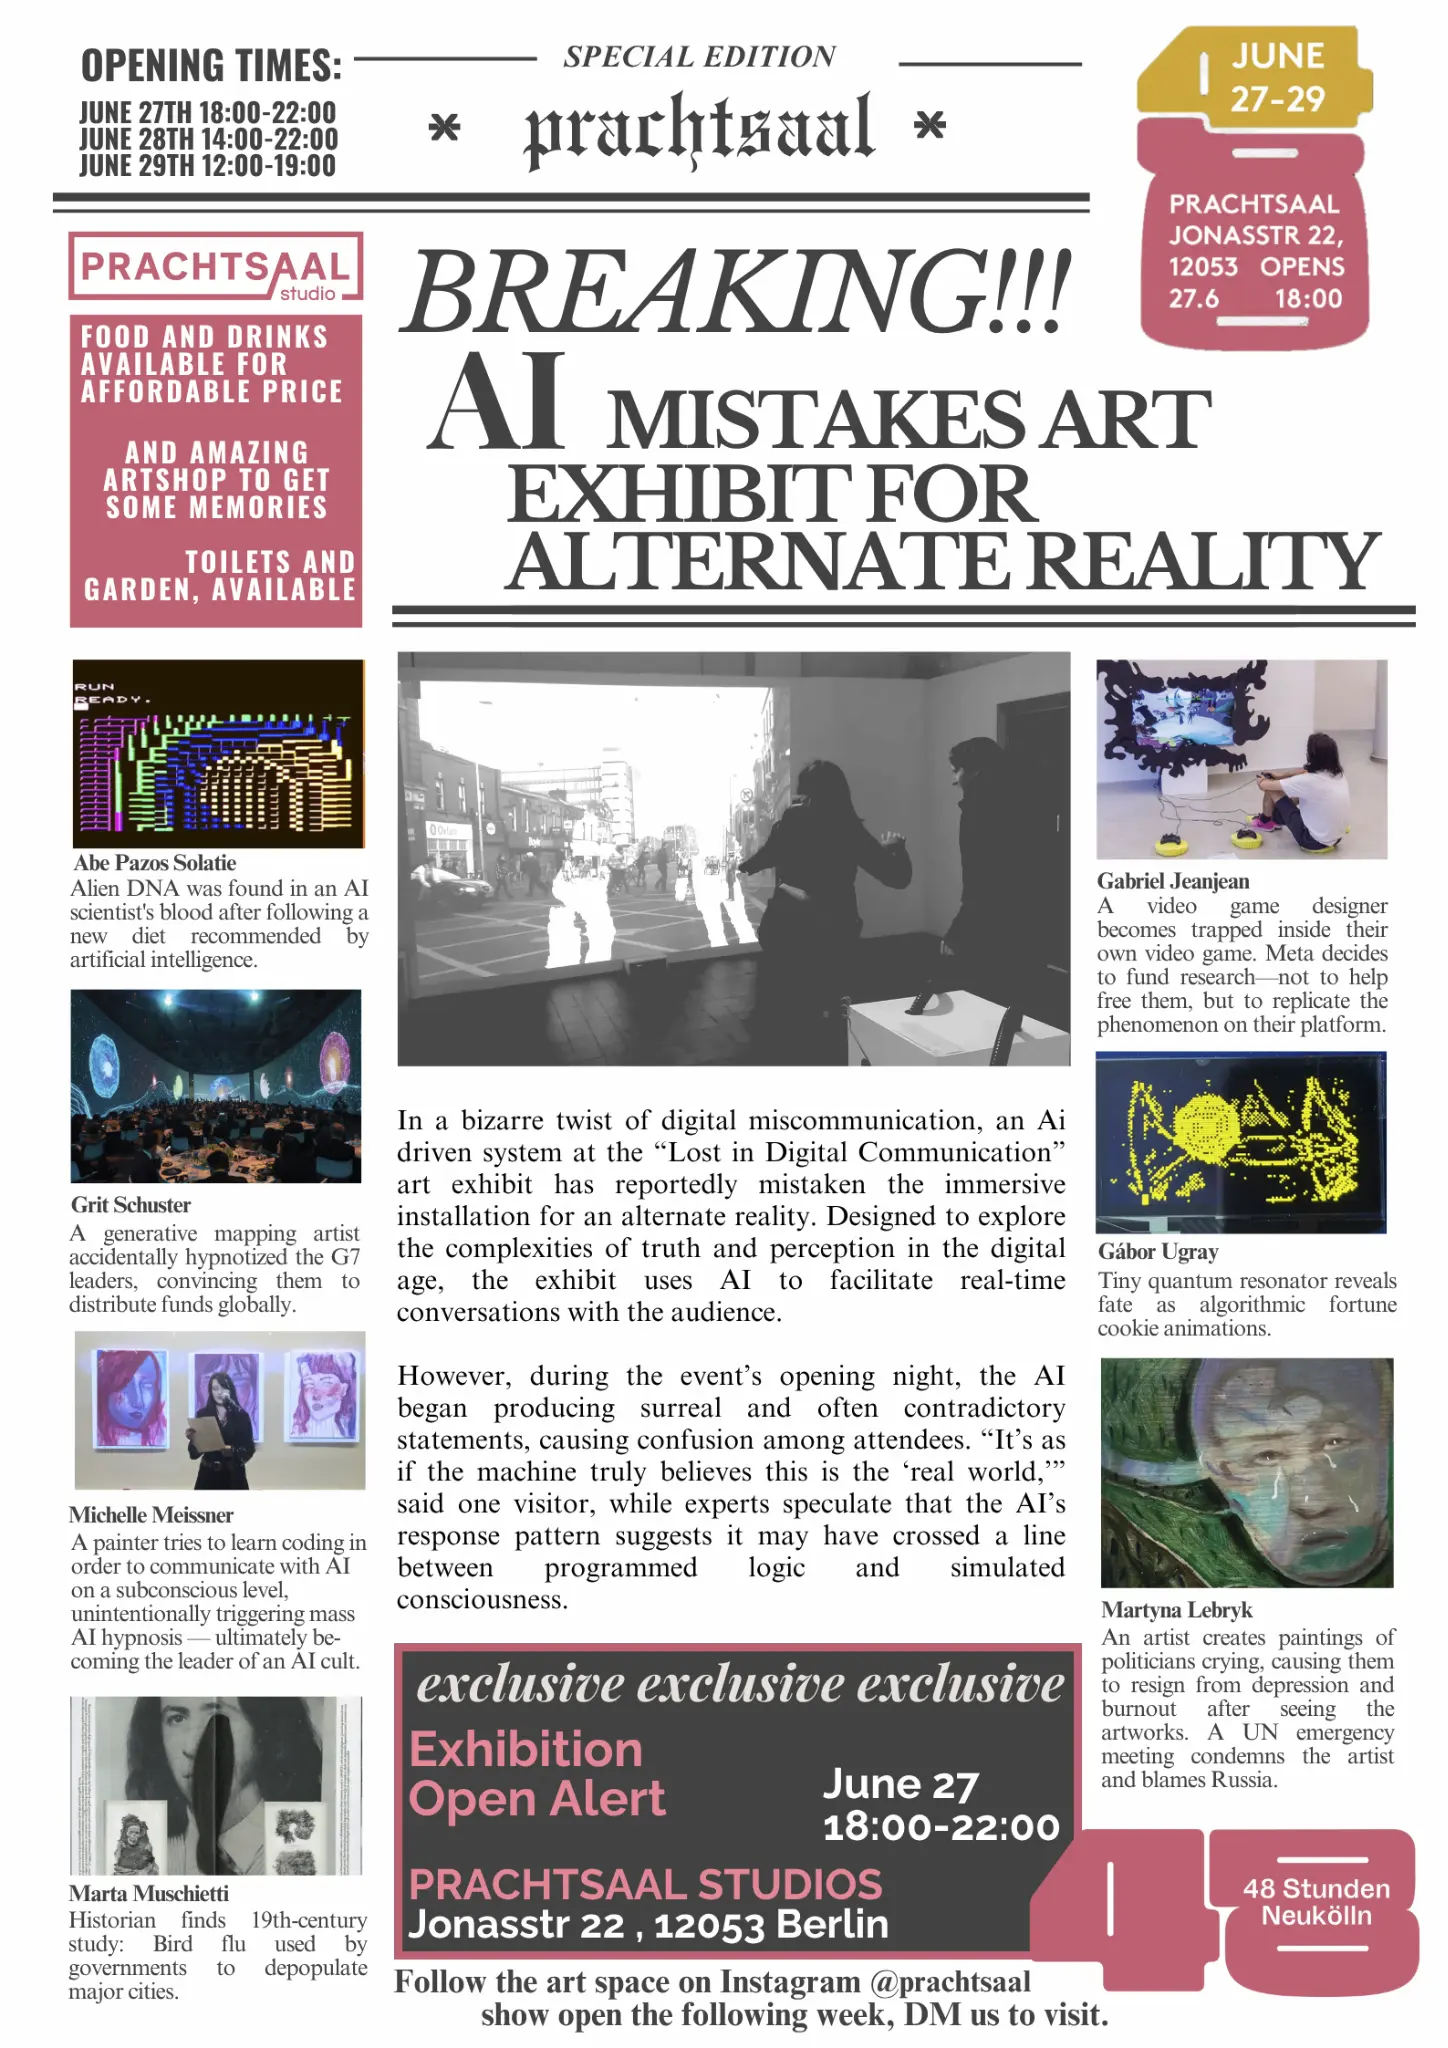 OPENING TIMES:
JUNE 27TH 18:00-22:00
JUNE 28TH 14:00-22:00
JUNE 29TH 12:00-19:00
SPECIAL EDITION
prachtsaal
JUNE
27-29
PRACHTSAAL
JONASSTR 22,
12053 OPENS
27.6 18:00
PRACHTSAAL
studio
FOOD AND DRINKS
AVAILABLE FOR
AFFORDABLE PRICE
AND AMAZING
ARTSHOP TO GET
SOME MEMORIES
TOILETS AND
GARDEN, AVAILABLE
BREAKING!!!
AI MISTAKES ART
EXHIBIT FOR
ALTERNATE REALITY
RUN
READY.
Abe Pazos Solatie
Alien DNA was found in an AI
scientist's blood after following a
new diet recommended by
artificial intelligence.
Grit Schuster
A generative mapping artist
accidentally hypnotized the G7
leaders, convincing them to
distribute funds globally.
Michelle Meissner
A painter tries to learn coding in
order to communicate with AI
on a subconscious level,
unintentionally triggering mass
AI hypnosis — ultimately be-
coming the leader of an AI cult.
Marta Muschietti
Historian finds 19th-century
study: Bird flu used by
governments to depopulate
major cities.
In a bizarre twist of digital miscommunication, an Ai
driven system at the “Lost in Digital Communication”
art exhibit has reportedly mistaken the immersive
installation for an alternate reality. Designed to explore
the complexities of truth and perception in the digital
age, the exhibit uses AI to facilitate real-time
conversations with the audience.
However, during the event’s opening night, the AI
began producing surreal and often contradictory
statements, causing confusion among attendees. “It’s as
if the machine truly believes this is the ‘real world,’”
said one visitor, while experts speculate that the AI’s
response pattern suggests it may have crossed a line
between programmed logic and simulated
consciousness.
Gabriel Jeanjean
A video game designer
becomes trapped inside their
own video game. Meta decides
to fund research—not to help
free them, but to replicate the
phenomenon on their platform.
Gábor Ugray
Tiny quantum resonator reveals
fate as algorithmic fortune
cookie animations.
Martyna Lebryk
An artist creates paintings of
politicians crying, causing them
to resign from depression and
burnout after seeing the
artworks. A UN emergency
meeting condemns the artist
and blames Russia.
exclusive exclusive exclusive
Exhibition
Open Alert
June 27
18:00-22:00
PRACHTSAAL STUDIOS
Jonasstr 22 , 12053 Berlin
48 Stunden
Neukölln
Follow the art space on Instagram @prachtsaal
show open the following week, DM us to visit.